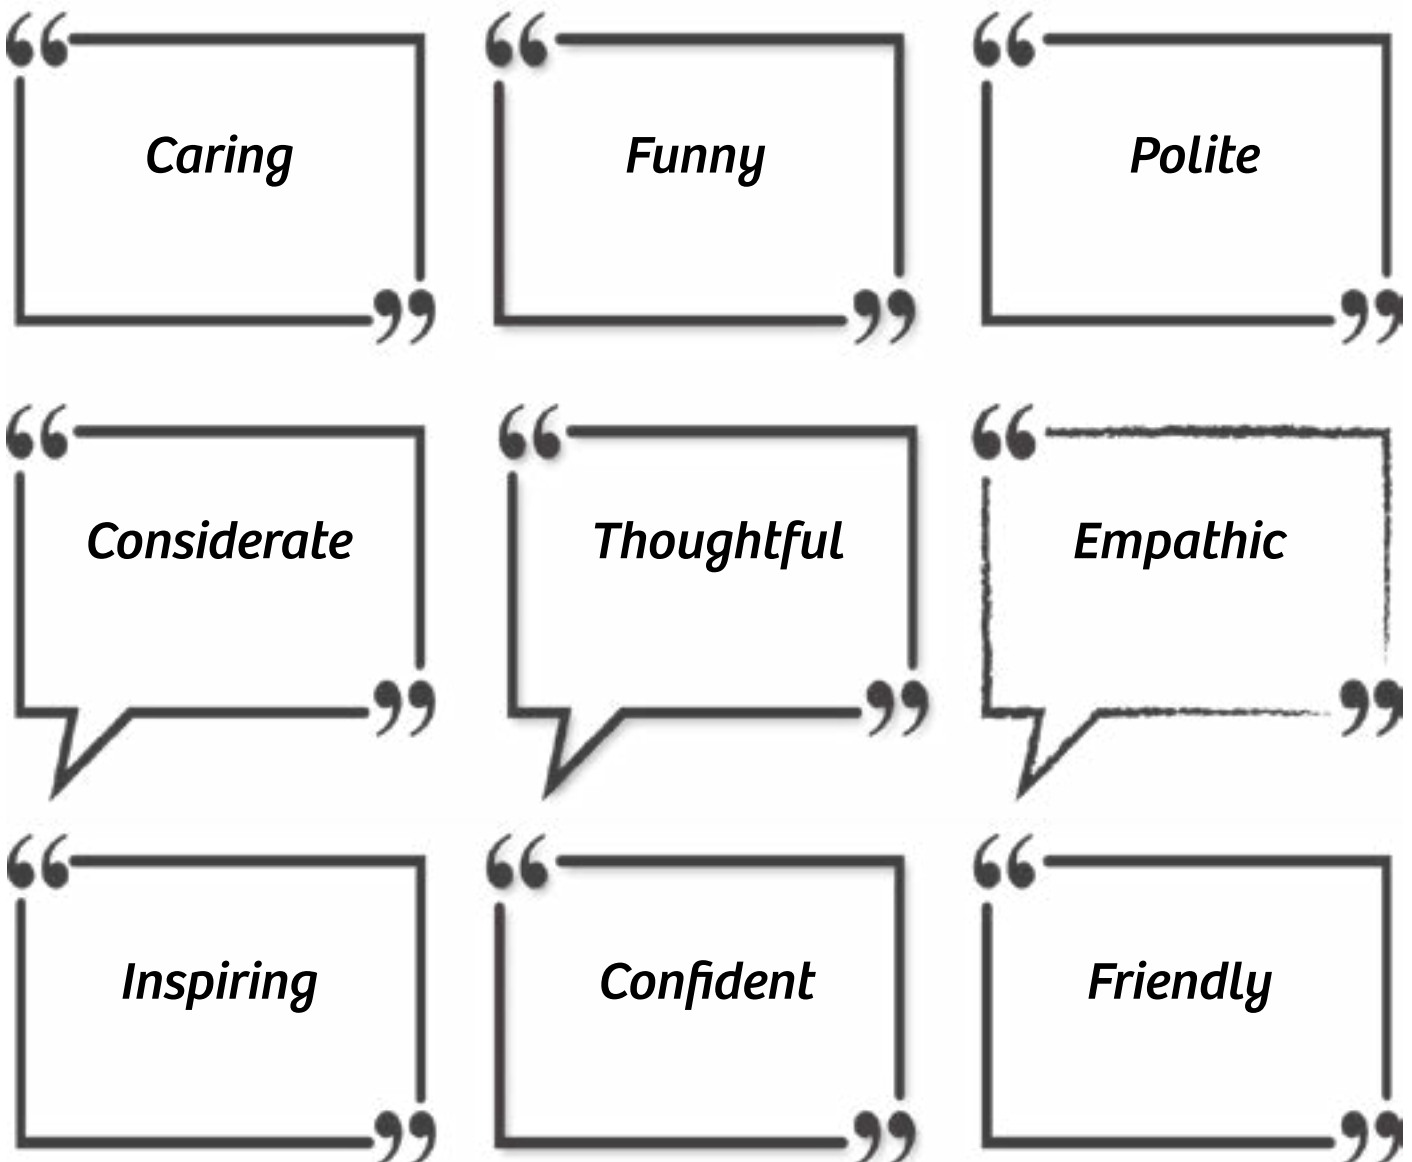 Caring
Funny
Polite
Considerate
Thoughtful
Empathic
Inspiring
Confident
Friendly